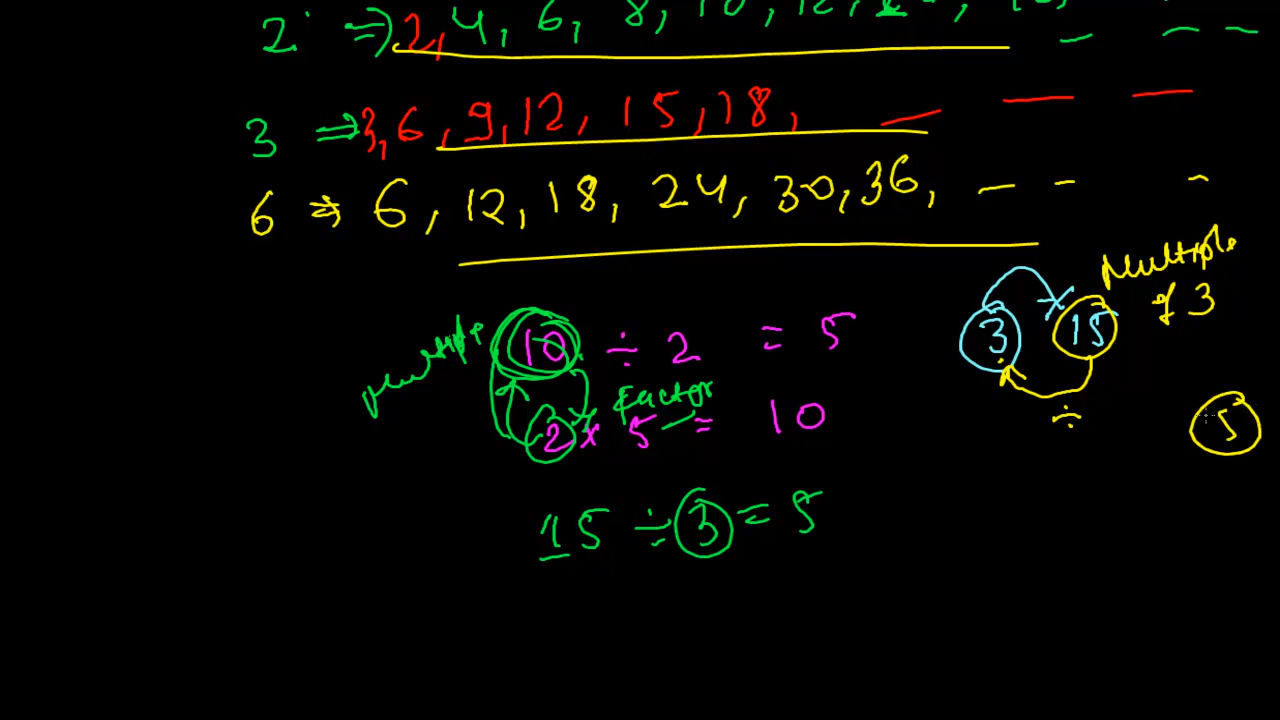 2 ⇒ 2, 4, 6, 8, 10, 12,
3 ⇒ 3, 6, 9, 12, 15, 18, — — —
6 ⇒ 6, 12, 18, 24, 30, 36, - - -
Multiple of 3
3 15
÷
5
Multiple 10 ÷ 2 = 5
Factor
2 × 5 = 10
15 ÷ 3 = 5